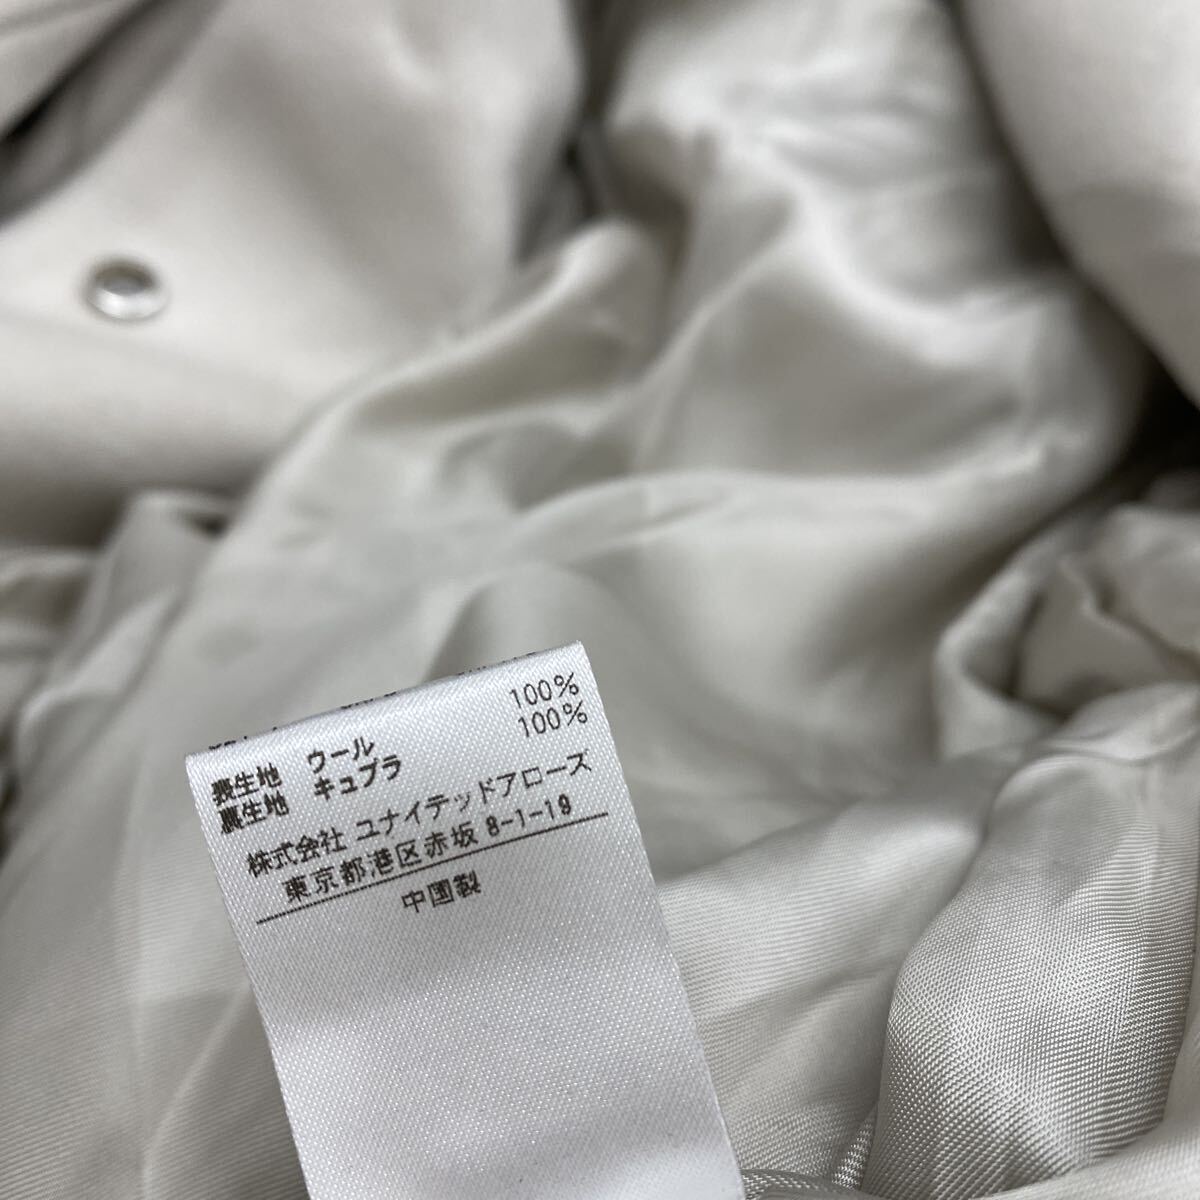 表生地 ウール 100%
裏生地 キュプラ 100%
株式会社 ユナイテッドアローズ
東京都港区赤坂 8-1-19
中国製